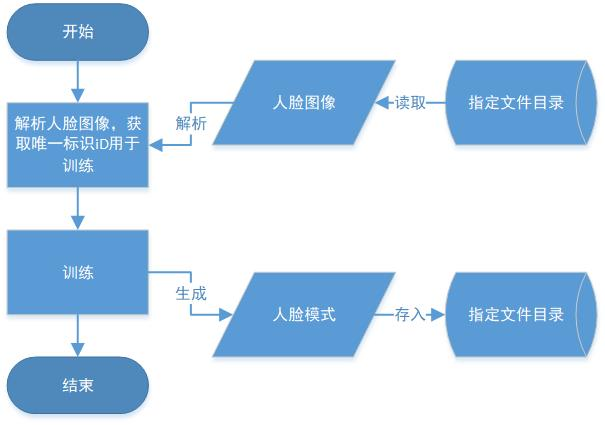 开始
人脸图像
读取
指定文件目录
解析
解析人脸图像，获
取唯一标识iD用于
训练
训练
生成
人脸模式
存入
指定文件目录
结束